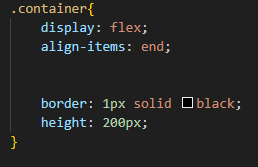 .container{
    display: flex;
    align-items: end;
    border: 1px solid black;
    height: 200px;
}